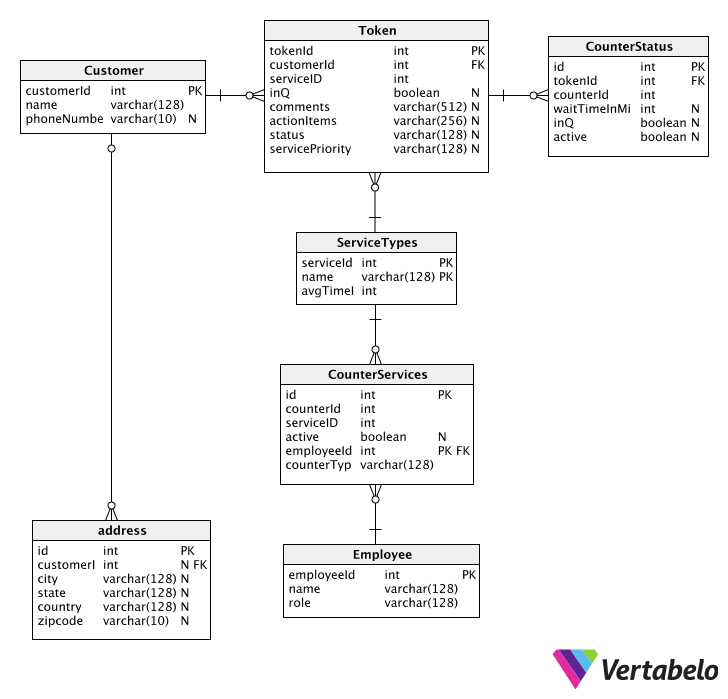 Token
tokenId int PK
customerId int FK
serviceID int
inQ boolean N
comments varchar(512) N
actionItems varchar(256) N
status varchar(128) N
servicePriority varchar(128) N
CounterStatus
id int PK
tokenId int FK
counterId int
waitTimeInMi int N
inQ boolean N
active boolean N
Customer
customerId int PK
name varchar(128)
phoneNumbe varchar(10) N
ServiceTypes
serviceId int PK
name varchar(128) PK
avgTimeI int
CounterServices
id int PK
counterId int
serviceID int
active boolean N
employeeId int PK FK
counterTyp varchar(128)
address
id int PK
customerI int N FK
city varchar(128) N
state varchar(128) N
country varchar(128) N
zipcode varchar(10) N
Employee
employeeId int PK
name varchar(128)
role varchar(128)
Vertabelo